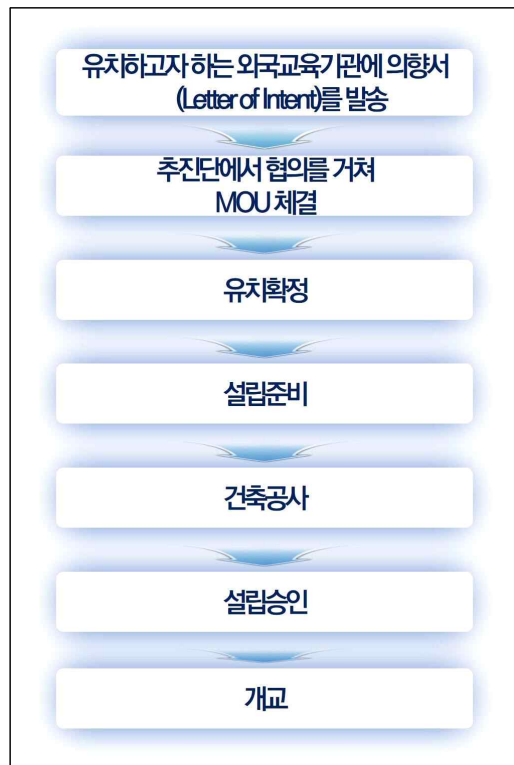 유치하고자 하는 외국교육기관에 의향서
(Letter of Intent)를 발송
추진단에서 협의를 거쳐
MOU 체결
유치확정
설립준비
건축공사
설립승인
개교